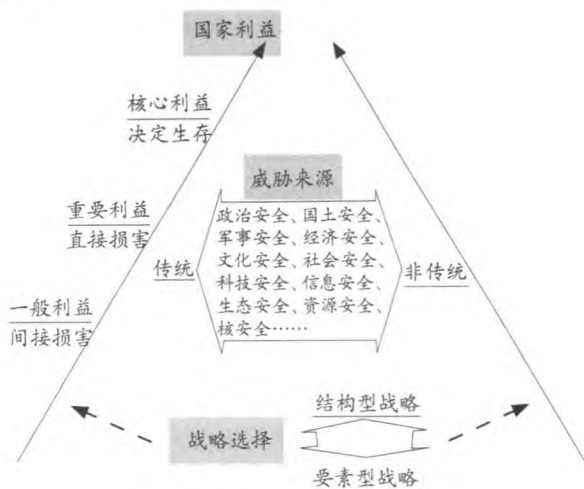 国家利益
核心利益
决定生存
威胁来源
重要利益
直接损害
政治安全、国土安全、
军事安全、经济安全、
文化安全、社会安全、
科技安全、信息安全、
生态安全、资源安全、
核安全……
传统
非传统
一般利益
间接损害
结构型战略
战略选择
要素型战略